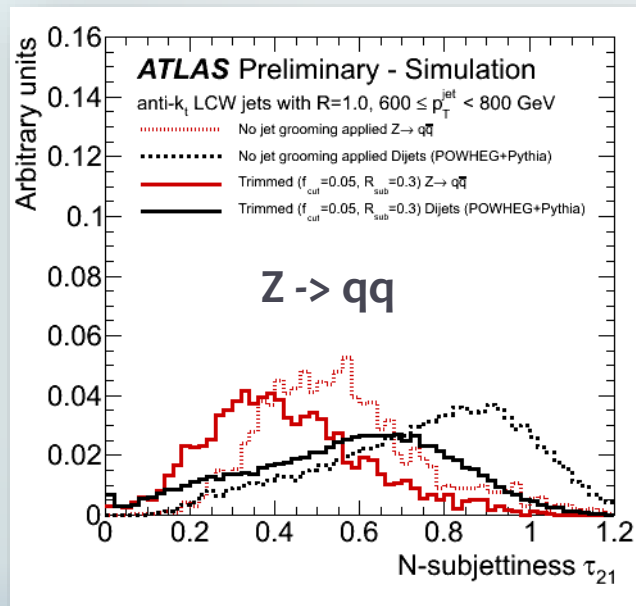 ATLAS Preliminary - Simulation
anti-kt LCW jets with R=1.0, 600 ≤ pTjet < 800 GeV
No jet grooming applied Z→ qq̅
No jet grooming applied Dijets (POWHEG+Pythia)
Trimmed (fcut=0.05, Rsub=0.3) Z→ qq̅
Trimmed (fcut=0.05, Rsub=0.3) Dijets (POWHEG+Pythia)
Z -> qq
Arbitrary units
0.16
0.14
0.12
0.1
0.08
0.06
0.04
0.02
0
0 0.2 0.4 0.6 0.8 1 1.2
N-subjettiness τ21